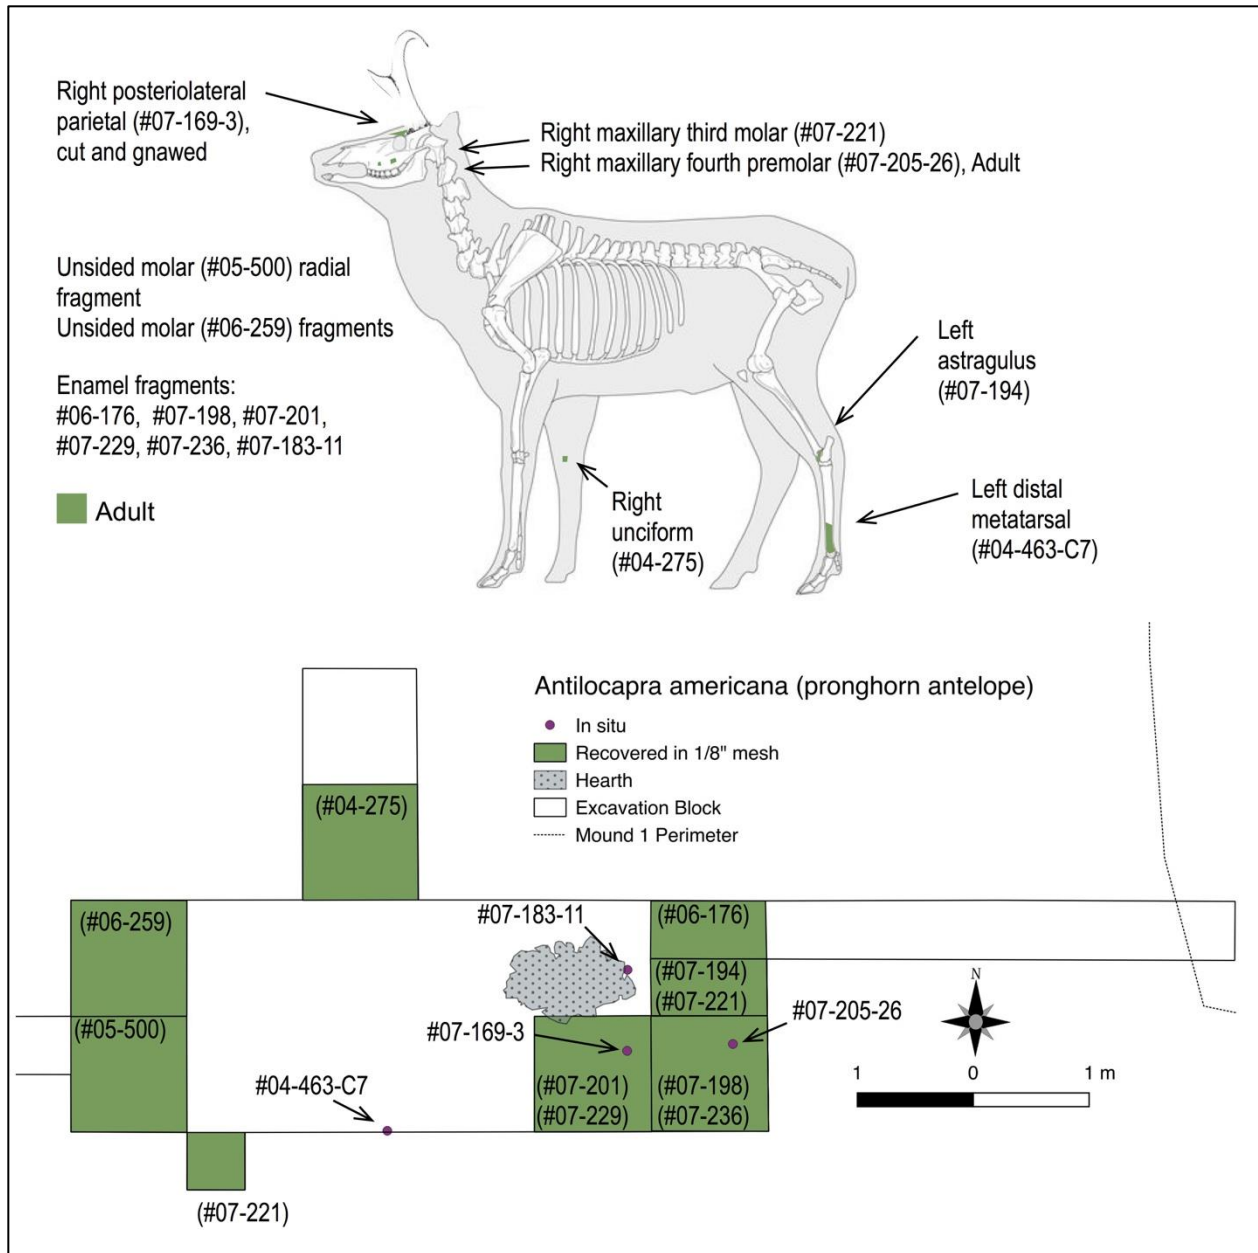 Right posteriolateral
parietal (#07-169-3),
cut and gnawed
Right maxillary third molar (#07-221)
Right maxillary fourth premolar (#07-205-26), Adult
Unsided molar (#05-500) radial
fragment
Unsided molar (#06-259) fragments
Enamel fragments:
#06-176, #07-198, #07-201,
#07-229, #07-236, #07-183-11
Adult
Left
astragulus
(#07-194)
Right
unciform
(#04-275)
Left distal
metatarsal
(#04-463-C7)
Antilocapra americana (pronghorn antelope)
In situ
Recovered in 1/8" mesh
Hearth
Excavation Block
Mound 1 Perimeter
(#04-275)
(#06-259)
#07-183-11
(#06-176)
(#07-194)
(#07-221)
N
(#05-500)
#07-169-3
#07-205-26
#04-463-C7
(#07-201)
(#07-229)
(#07-198)
(#07-236)
1 0 1 m
(#07-221)